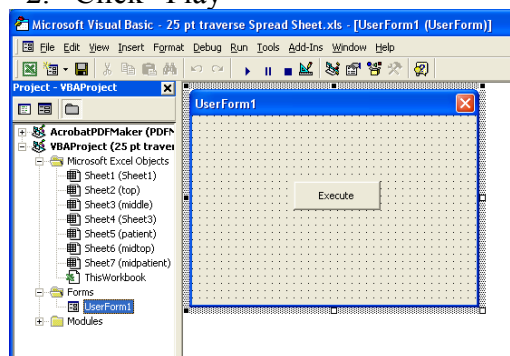 2. Click "Play"
Microsoft Visual Basic - 25 pt traverse Spread Sheet.xls - [UserForm1 (UserForm)]
File Edit View Insert Format Debug Run Tools Add-Ins Window Help
Project - VBAProject
UserForm1
AcrobatPDFMaker (PDFM
VBAProject (25 pt traver
Microsoft Excel Objects
Sheet1 (Sheet1)
Sheet2 (top)
Execute
Sheet3 (middle)
Sheet4 (Sheet3)
Sheet5 (patient)
Sheet6 (midtop)
Sheet7 (midpatient)
ThisWorkbook
Forms
UserForm1
Modules